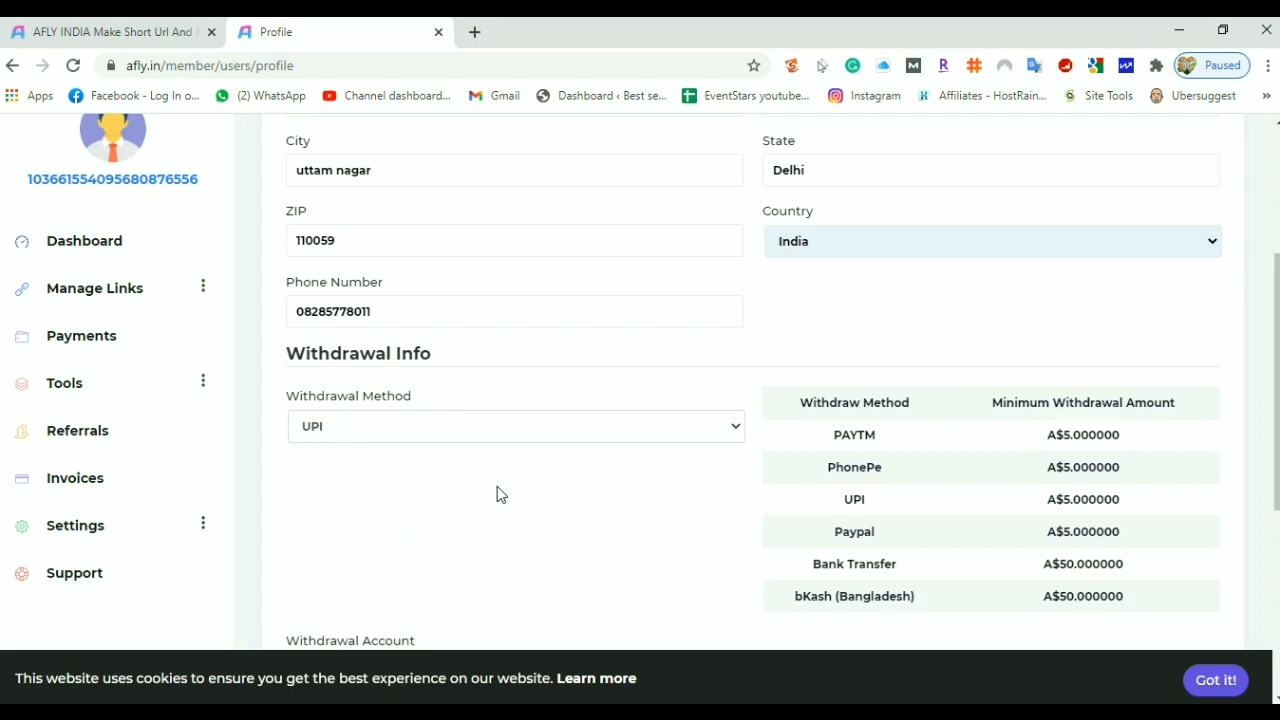 AFLY INDIA Make Short Url And E
Profile
afly.in/member/users/profile
Paused
Apps
Facebook - Log In o...
(2) WhatsApp
Channel dashboard...
Gmail
Dashboard ‹ Best se...
EventStars youtube...
Instagram
Affiliates - HostRain...
Site Tools
Ubersuggest
»
103661554095680876556
Dashboard
Manage Links
Payments
Tools
Referrals
Invoices
Settings
Support
City
State
uttam nagar
Delhi
ZIP
Country
110059
India
Phone Number
08285778011
Withdrawal Info
Withdrawal Method
UPI
Withdraw Method Minimum Withdrawal Amount
PAYTM A$5.000000
PhonePe A$5.000000
UPI A$5.000000
Paypal A$5.000000
Bank Transfer A$50.000000
bKash (Bangladesh) A$50.000000
Withdrawal Account
This website uses cookies to ensure you get the best experience on our website. Learn more
Got it!